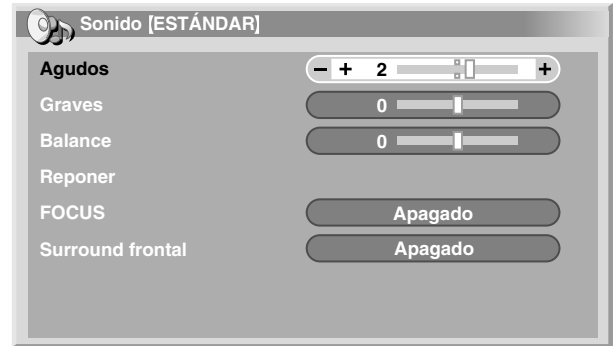 Sonido [ESTÁNDAR]
Agudos − + 2 +
Graves 0
Balance 0
Reponer
FOCUS Apagado
Surround frontal Apagado